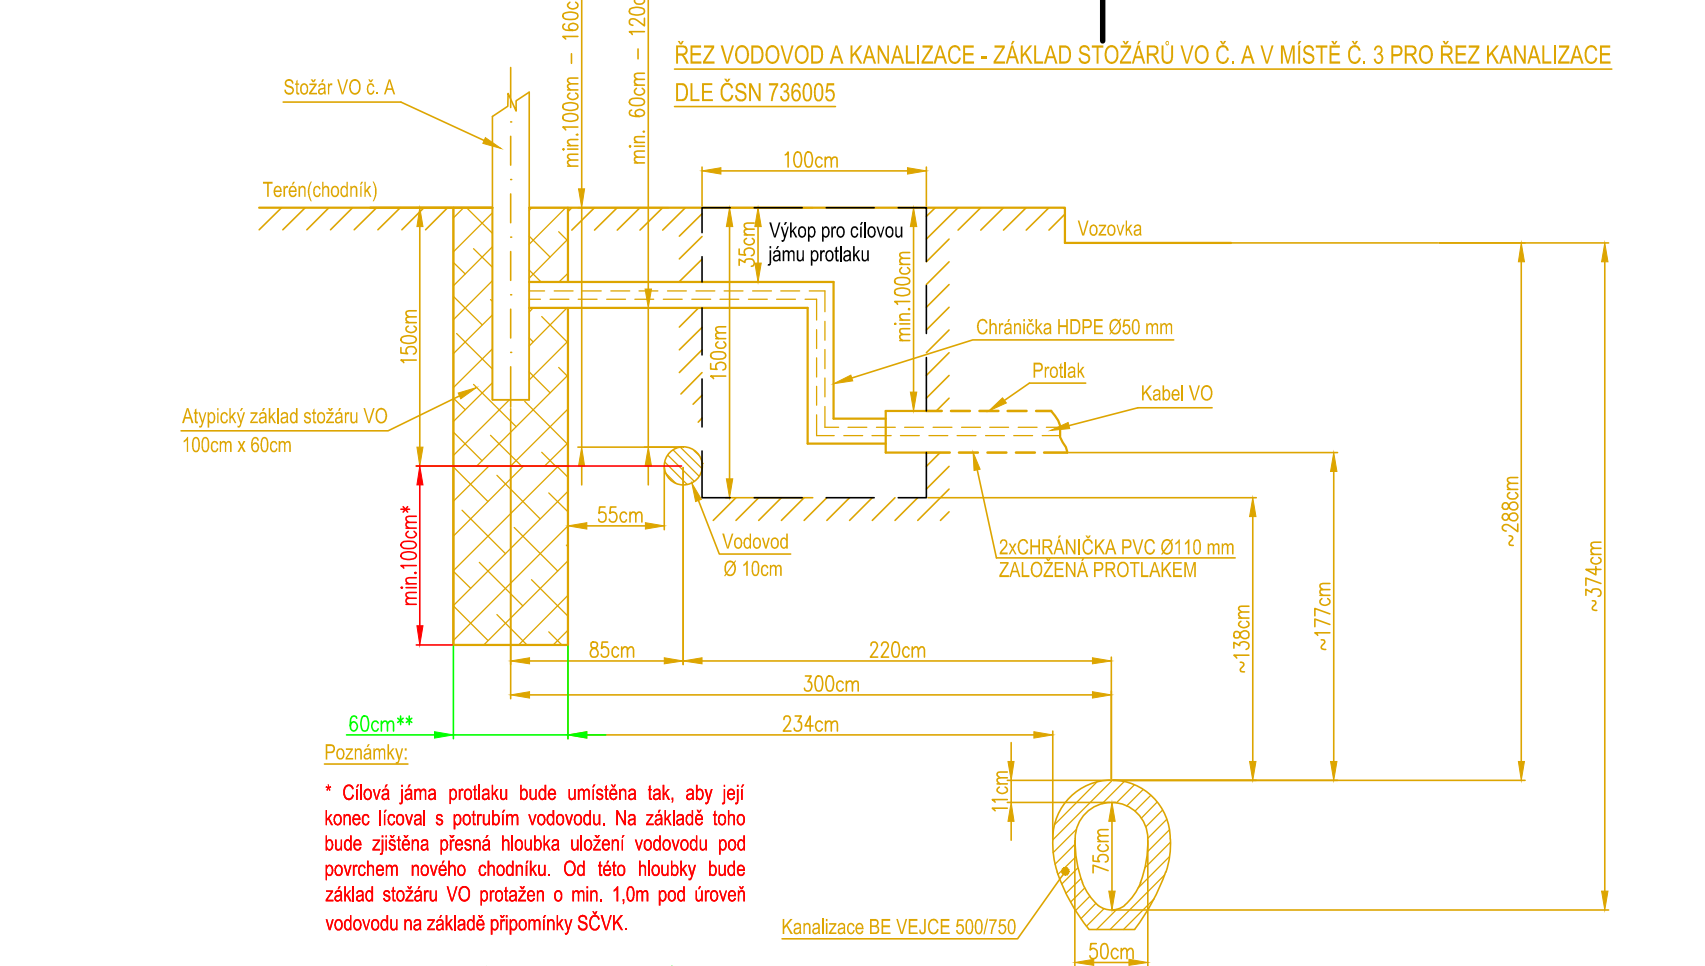 min.100cm - 160c
min. 60cm - 120c
ŘEZ VODOVOD A KANALIZACE - ZÁKLAD STOŽÁRŮ VO Č. A V MÍSTĚ Č. 3 PRO ŘEZ KANALIZACE
DLE ČSN 736005
Stožár VO č. A
100cm
Terén(chodník)
Výkop pro cílovou
jámu protlaku
Vozovka
35cm
min.100cm
150cm
150cm
Chránička HDPE Ø50 mm
Protlak
Kabel VO
Atypický základ stožáru VO
100cm x 60cm
min.100cm*
55cm
Vodovod
Ø 10cm
2xCHRÁNIČKA PVC Ø110 mm
ZALOŽENÁ PROTLAKEM
~288cm
~374cm
~177cm
~138cm
85cm
220cm
300cm
60cm**
234cm
Poznámky:
* Cílová jáma protlaku bude umístěna tak, aby její
konec lícoval s potrubím vodovodu. Na základě toho
bude zjištěna přesná hloubka uložení vodovodu pod
povrchem nového chodníku. Od této hloubky bude
základ stožáru VO protažen o min. 1,0m pod úroveň
vodovodu na základě připomínky SČVK.
11cm
75cm
Kanalizace BE VEJCE 500/750
50cm